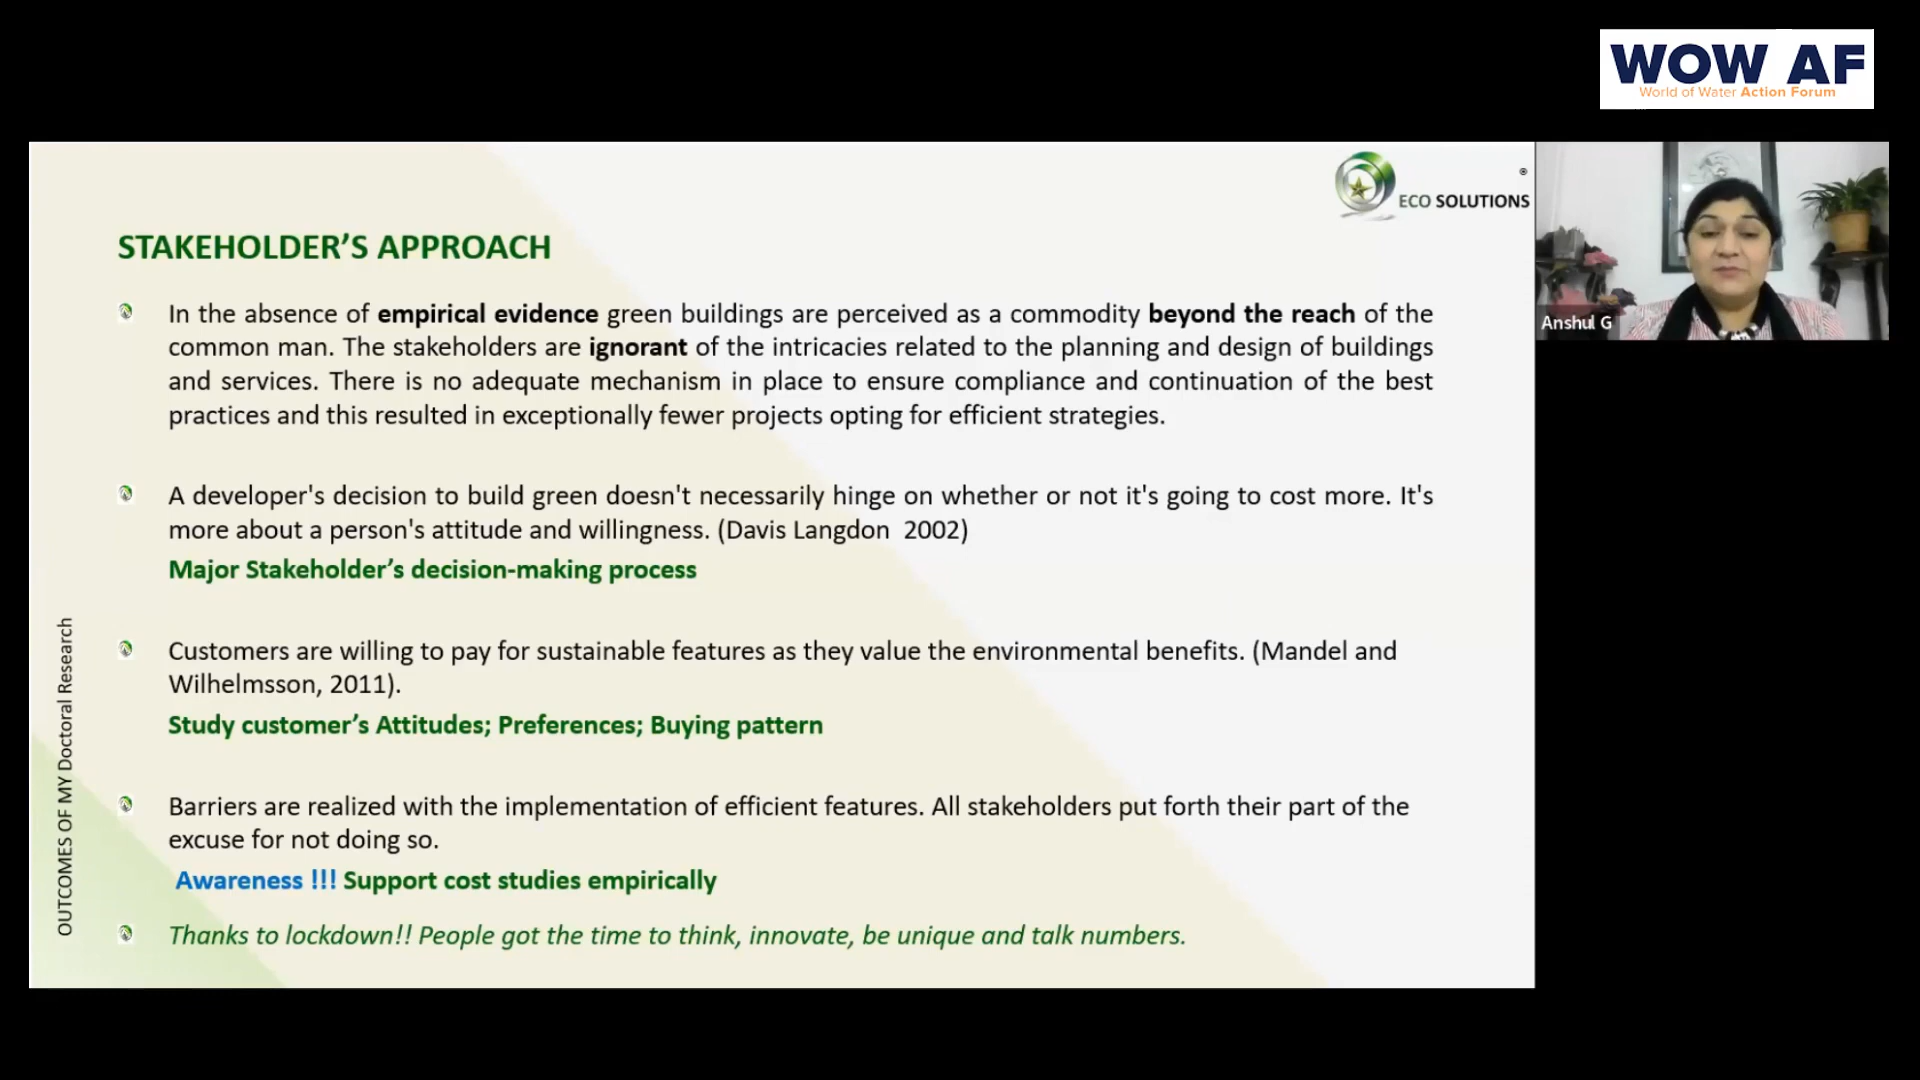 WOW AF
World of Water Action Forum
ECO SOLUTIONS
®
Anshul G
STAKEHOLDER’S APPROACH
In the absence of empirical evidence green buildings are perceived as a commodity beyond the reach of the
common man. The stakeholders are ignorant of the intricacies related to the planning and design of buildings
and services. There is no adequate mechanism in place to ensure compliance and continuation of the best
practices and this resulted in exceptionally fewer projects opting for efficient strategies.
A developer's decision to build green doesn't necessarily hinge on whether or not it's going to cost more. It's
more about a person's attitude and willingness. (Davis Langdon  2002)
Major Stakeholder’s decision-making process
Customers are willing to pay for sustainable features as they value the environmental benefits. (Mandel and
Wilhelmsson, 2011).
Study customer’s Attitudes; Preferences; Buying pattern
Barriers are realized with the implementation of efficient features. All stakeholders put forth their part of the
excuse for not doing so.
Awareness !!! Support cost studies empirically
Thanks to lockdown!! People got the time to think, innovate, be unique and talk numbers.
OUTCOMES OF MY Doctoral Research